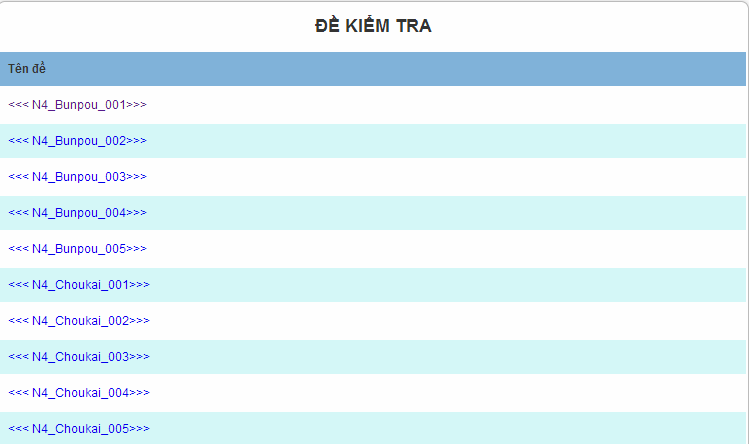 ĐỀ KIỂM TRA
Tên đề
<<< N4_Bunpou_001>>>
<<< N4_Bunpou_002>>>
<<< N4_Bunpou_003>>>
<<< N4_Bunpou_004>>>
<<< N4_Bunpou_005>>>
<<< N4_Choukai_001>>>
<<< N4_Choukai_002>>>
<<< N4_Choukai_003>>>
<<< N4_Choukai_004>>>
<<< N4_Choukai_005>>>